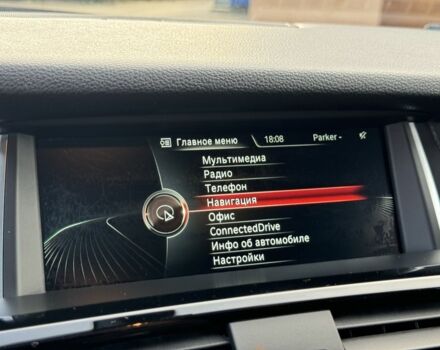 Главное меню 18:08 Parker -
Мультимедиа
Радио
Телефон
Навигация
Офис
ConnectedDrive
Инфо об автомобиле
Настройки